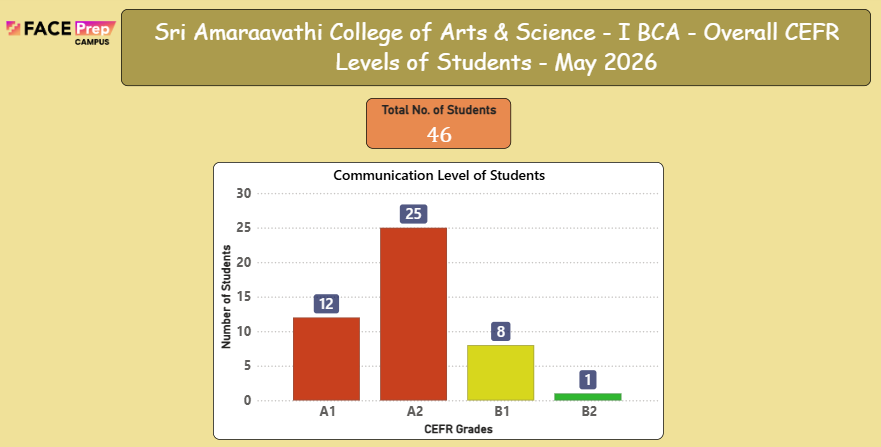 FACE Prep
CAMPUS
Sri Amaraavathi College of Arts & Science - I BCA - Overall CEFR
Levels of Students - May 2026
Total No. of Students
46
Communication Level of Students
Number of Students
30
25
20
15
10
5
0
12
25
8
1
A1 A2 B1 B2
CEFR Grades